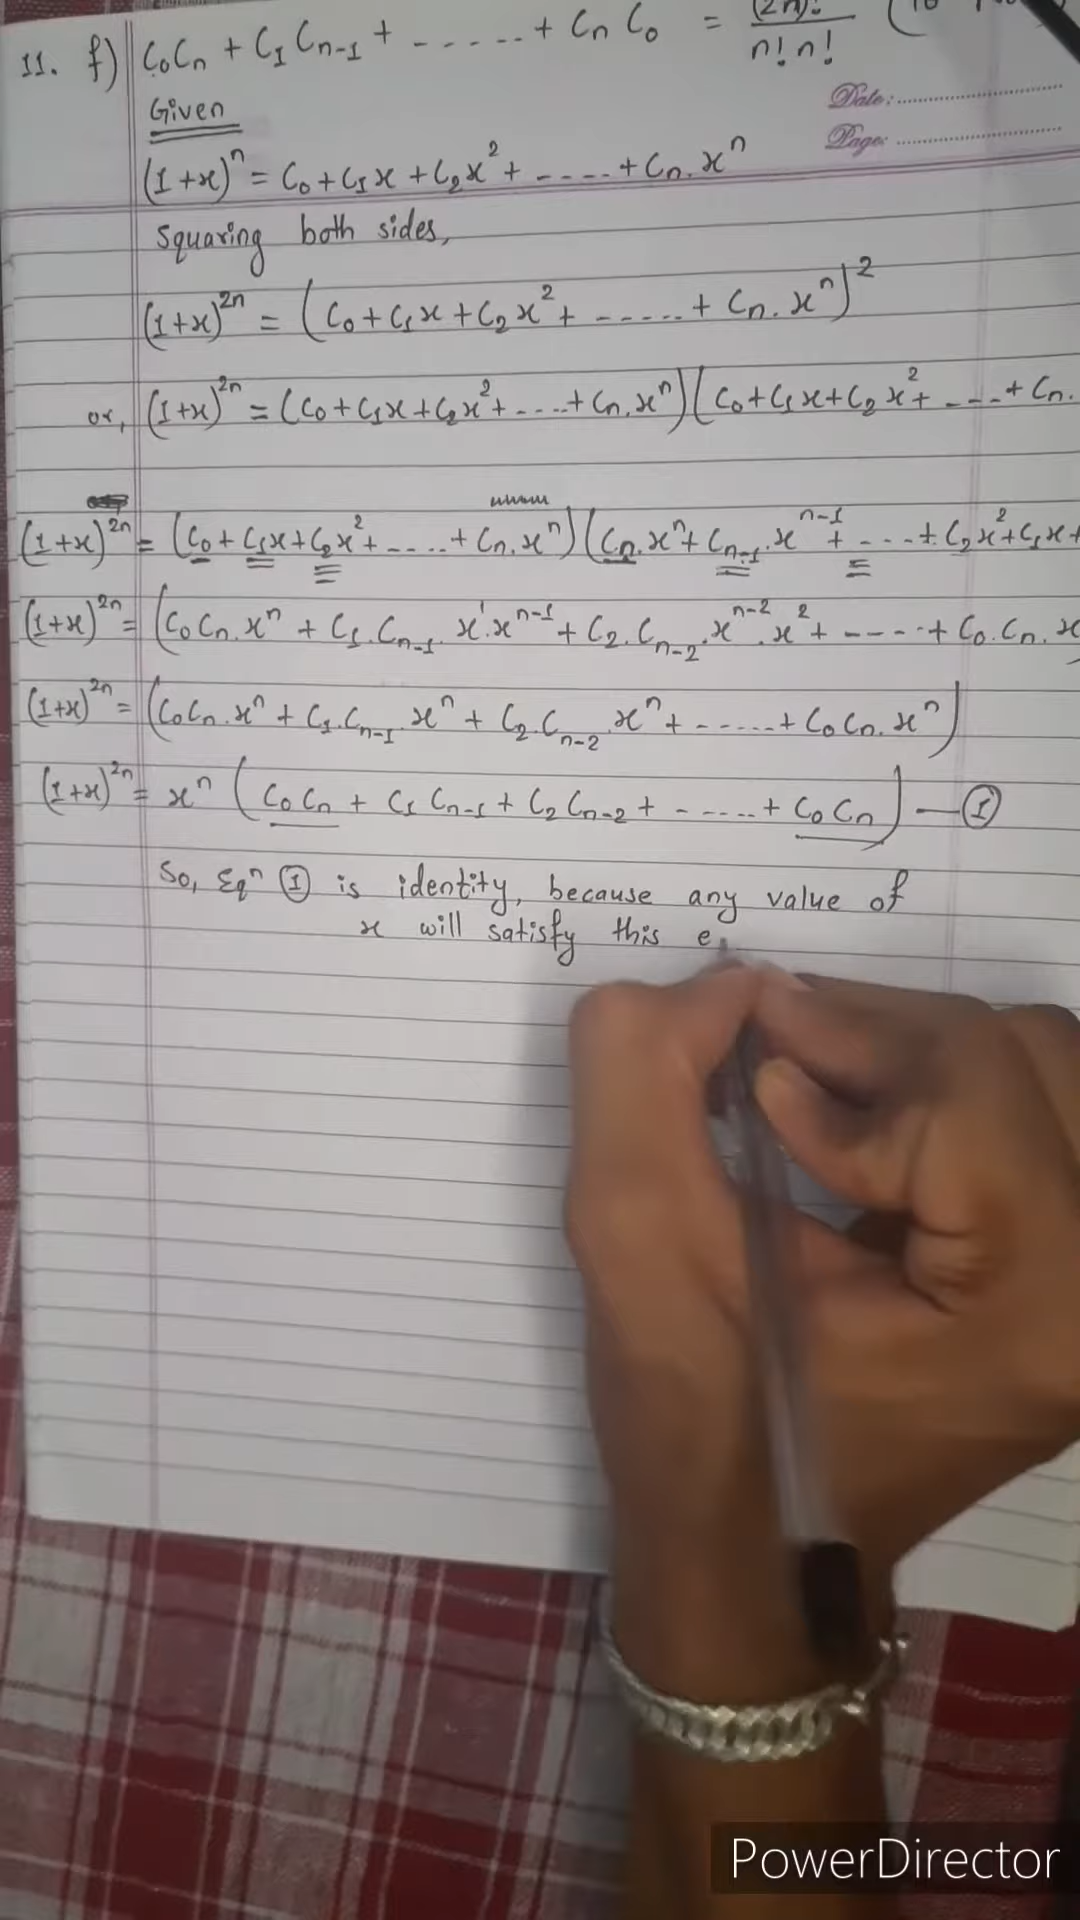 11. f) C₀Cₙ + C₁Cₙ₋₁ + ...... + CₙC₀ = (2n)! / n! n!
Date:
Given
Page:
(1+x)ⁿ = C₀ + C₁x + C₂x² + ..... + Cₙ.xⁿ
Squaring both sides,
(1+x)²ⁿ = (C₀ + C₁x + C₂x² + ...... + Cₙ.xⁿ)²
or, (1+x)²ⁿ = (C₀ + C₁x + C₂x² + .... + Cₙ.xⁿ)(C₀ + C₁x + C₂x² + .... + Cₙ.
(1+x)²ⁿ = (C₀ + C₁x + C₂x² + ..... + Cₙ.xⁿ)(Cₙ.xⁿ + Cₙ₋₁.xⁿ⁻¹ + .... + C₂x² + C₁x +
(1+x)²ⁿ = (C₀Cₙ.xⁿ + C₁.Cₙ₋₁.x¹.xⁿ⁻¹ + C₂.Cₙ₋₂.xⁿ⁻².x² + ..... + C₀.Cₙ.x
(1+x)²ⁿ = (C₀Cₙ.xⁿ + C₁.Cₙ₋₁.xⁿ + C₂.Cₙ₋₂.xⁿ + ...... + C₀Cₙ.xⁿ)
(1+x)²ⁿ = xⁿ (C₀Cₙ + C₁Cₙ₋₁ + C₂Cₙ₋₂ + ...... + C₀Cₙ) — ①
So, Eqⁿ ① is identity, because any value of
x will satisfy this e
PowerDirector